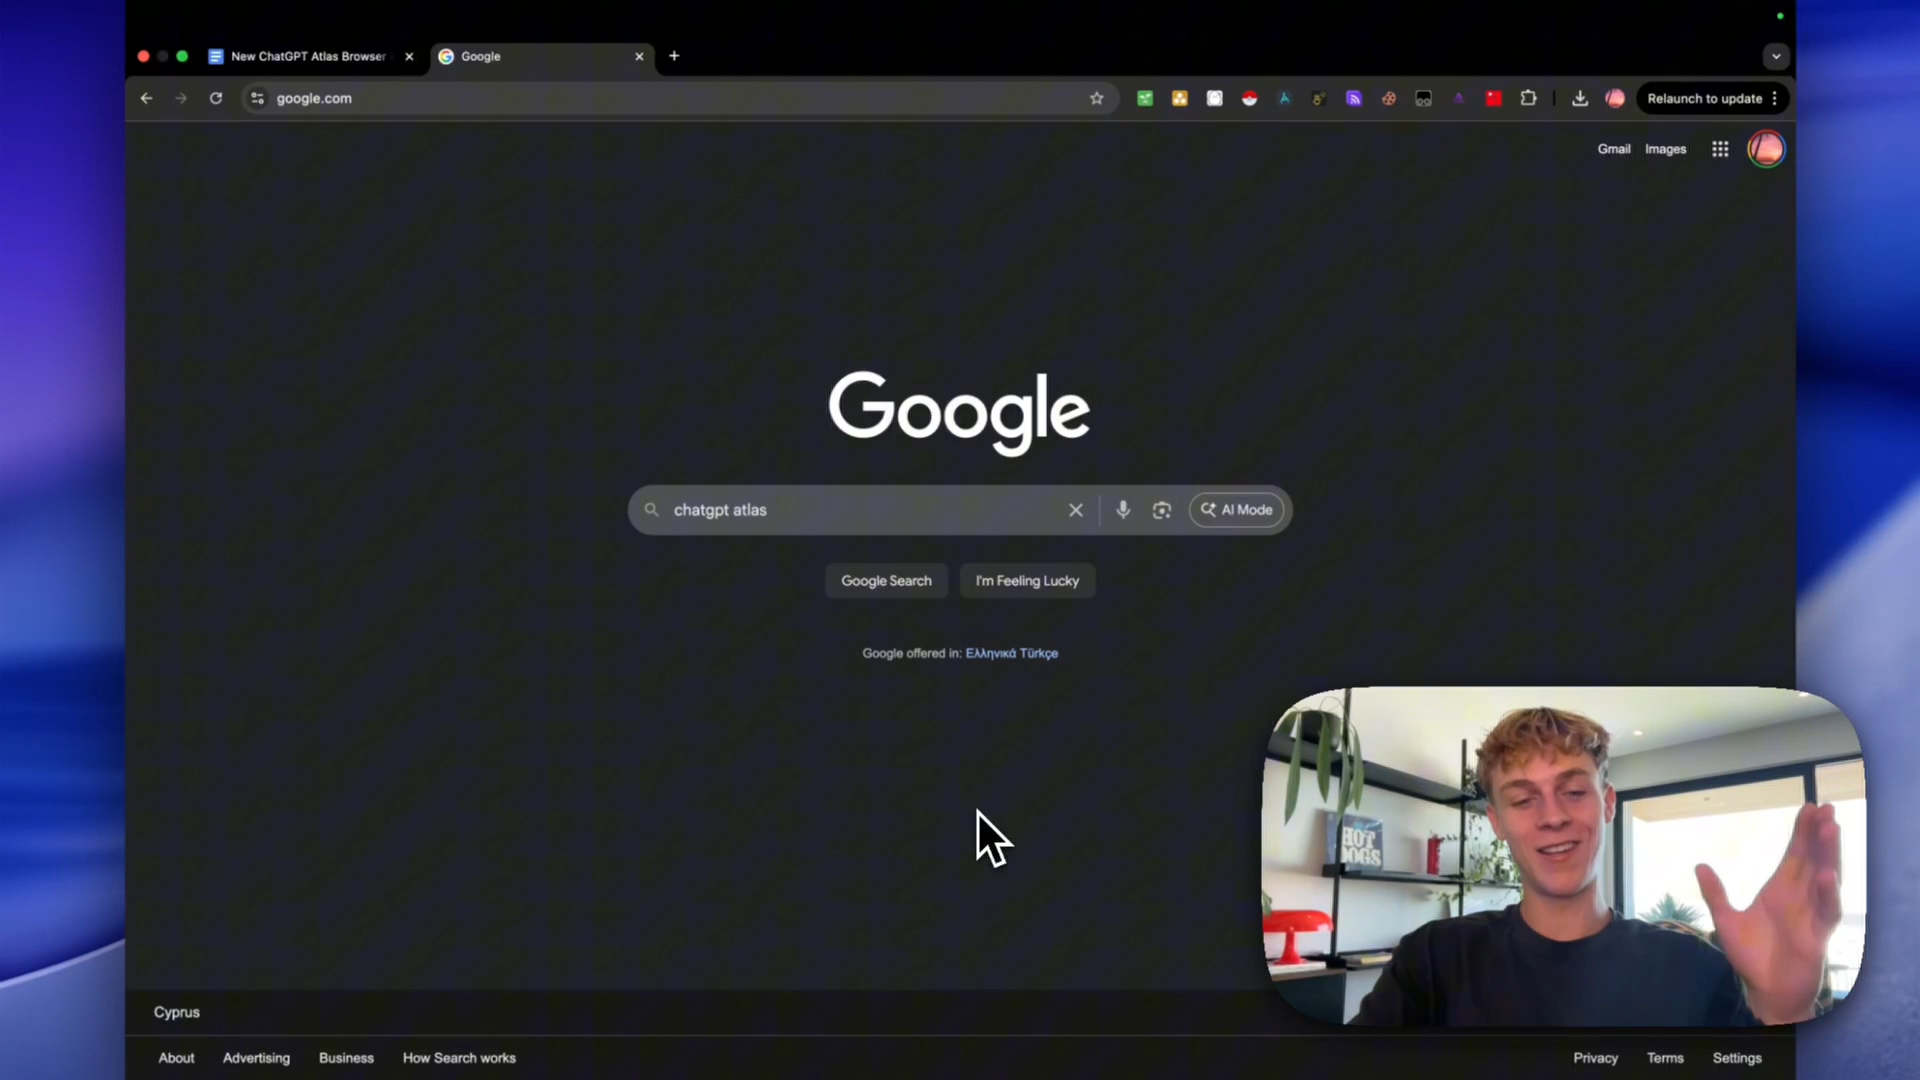 New ChatGPT Atlas Browser
Google
google.com
Relaunch to update
Gmail
Images
Google
chatgpt atlas
AI Mode
Google Search
I'm Feeling Lucky
Google offered in: Ελληνικά Türkçe
HOT
DOGS
Cyprus
About
Advertising
Business
How Search works
Privacy
Terms
Settings